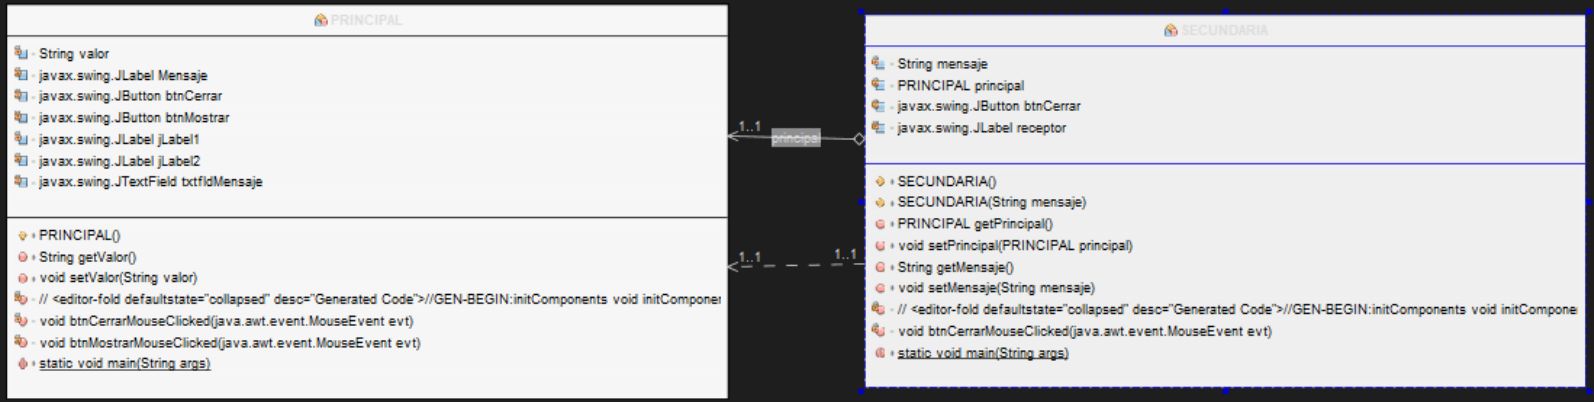 PRINCIPAL
- String valor
- javax.swing.JLabel Mensaje
- javax.swing.JButton btnCerrar
- javax.swing.JButton btnMostrar
- javax.swing.JLabel jLabel1
- javax.swing.JLabel jLabel2
- javax.swing.JTextField txtfldMensaje
+ PRINCIPAL()
+ String getValor()
+ void setValor(String valor)
- // <editor-fold defaultstate="collapsed" desc="Generated Code">//GEN-BEGIN:initComponents void initComponen
- void btnCerrarMouseClicked(java.awt.event.MouseEvent evt)
- void btnMostrarMouseClicked(java.awt.event.MouseEvent evt)
+ static void main(String args)
1..1
principal
1..1
1..1
SECUNDARIA
- String mensaje
- PRINCIPAL principal
- javax.swing.JButton btnCerrar
- javax.swing.JLabel receptor
+ SECUNDARIA()
+ SECUNDARIA(String mensaje)
+ PRINCIPAL getPrincipal()
+ void setPrincipal(PRINCIPAL principal)
+ String getMensaje()
+ void setMensaje(String mensaje)
- // <editor-fold defaultstate="collapsed" desc="Generated Code">//GEN-BEGIN:initComponents void initCompone
- void btnCerrarMouseClicked(java.awt.event.MouseEvent evt)
+ static void main(String args)